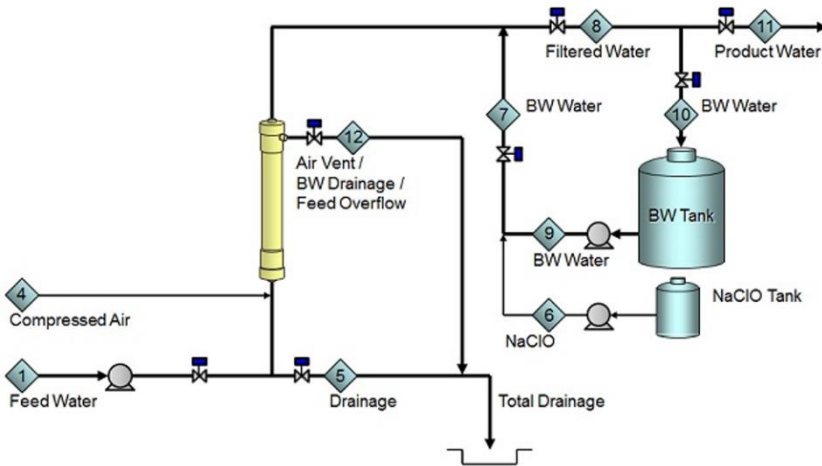 8
11
Filtered Water
Product Water
7
BW Water
10
BW Water
12
Air Vent /
BW Drainage /
Feed Overflow
BW Tank
9
BW Water
4
Compressed Air
6
NaClO
NaClO Tank
1
Feed Water
5
Drainage
Total Drainage